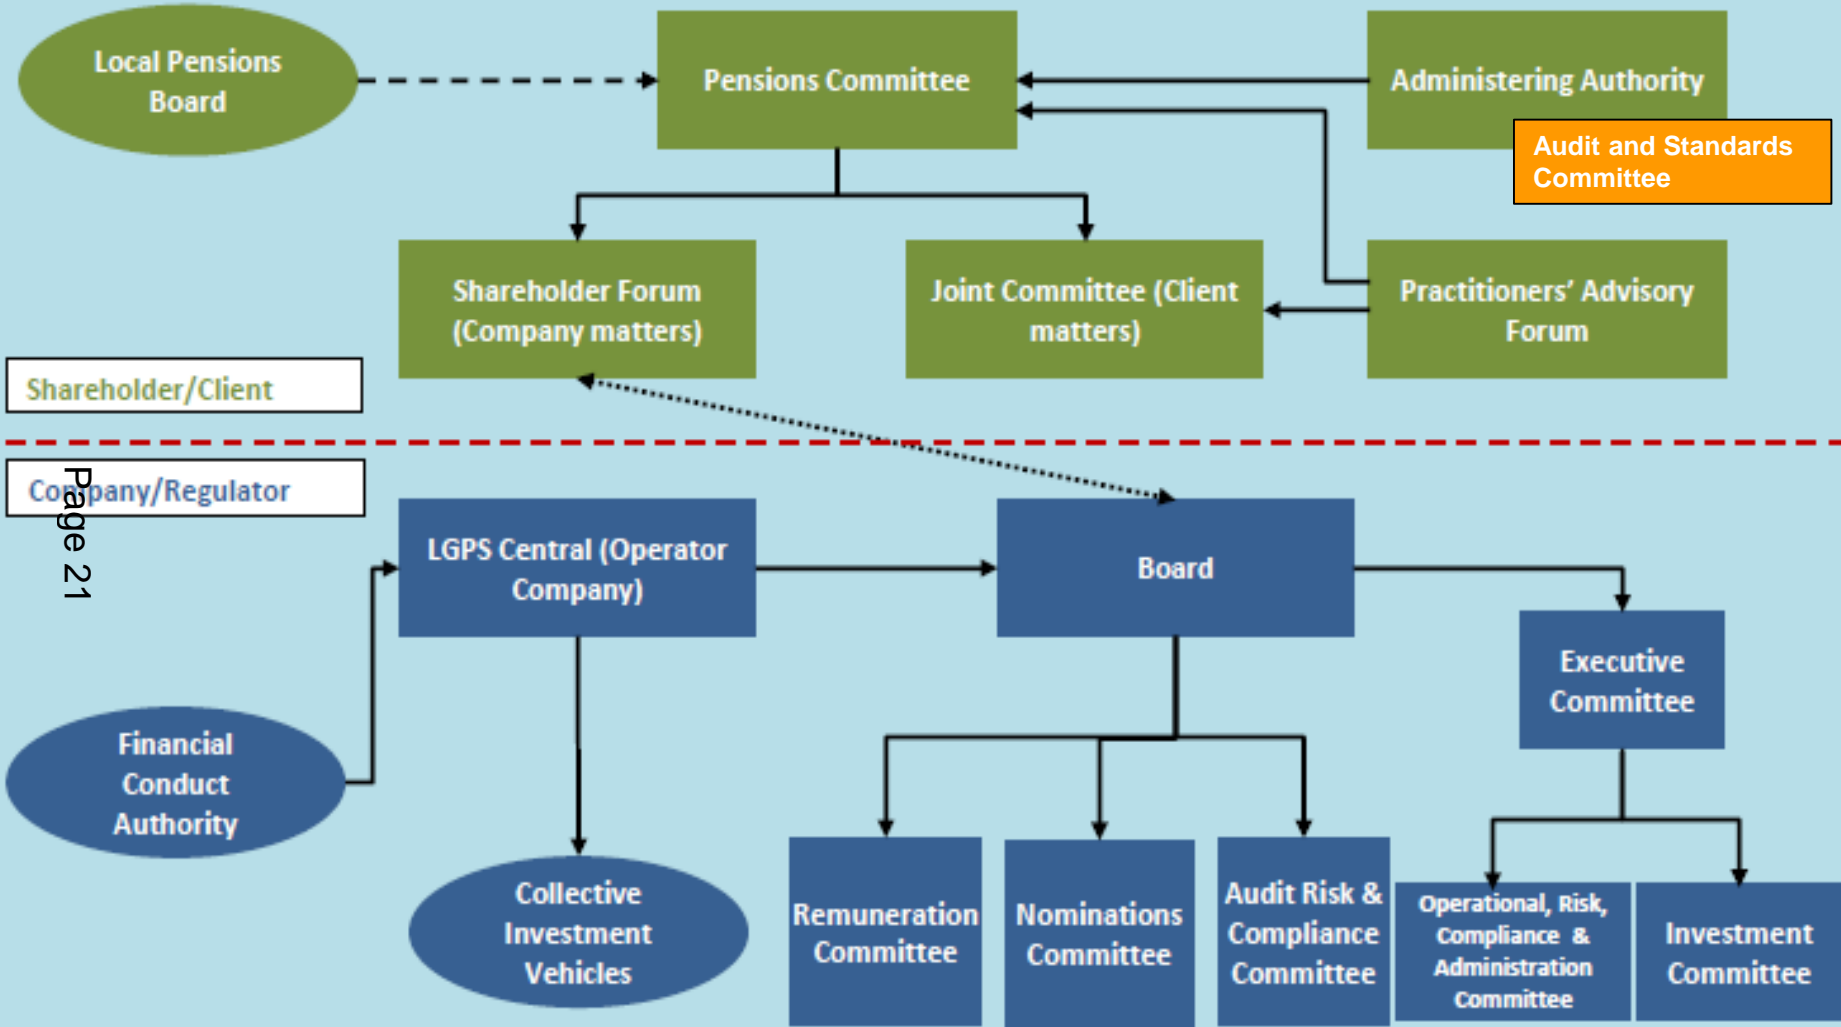 Local Pensions
Board
Pensions Committee
Administering Authority
Audit and Standards
Committee
Shareholder Forum
(Company matters)
Joint Committee (Client
matters)
Practitioners’ Advisory
Forum
Shareholder/Client
Company/Regulator
Page 21
LGPS Central (Operator
Company)
Board
Executive
Committee
Financial
Conduct
Authority
Collective
Investment
Vehicles
Remuneration
Committee
Nominations
Committee
Audit Risk &
Compliance
Committee
Operational, Risk,
Compliance &
Administration
Committee
Investment
Committee